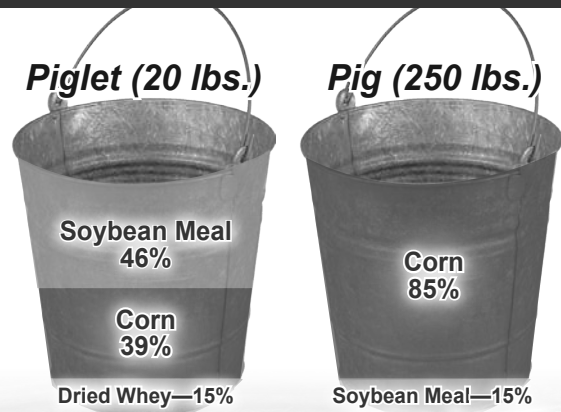 Piglet (20 lbs.)
Soybean Meal
46%
Corn
39%
Dried Whey—15%
Pig (250 lbs.)
Corn
85%
Soybean Meal—15%